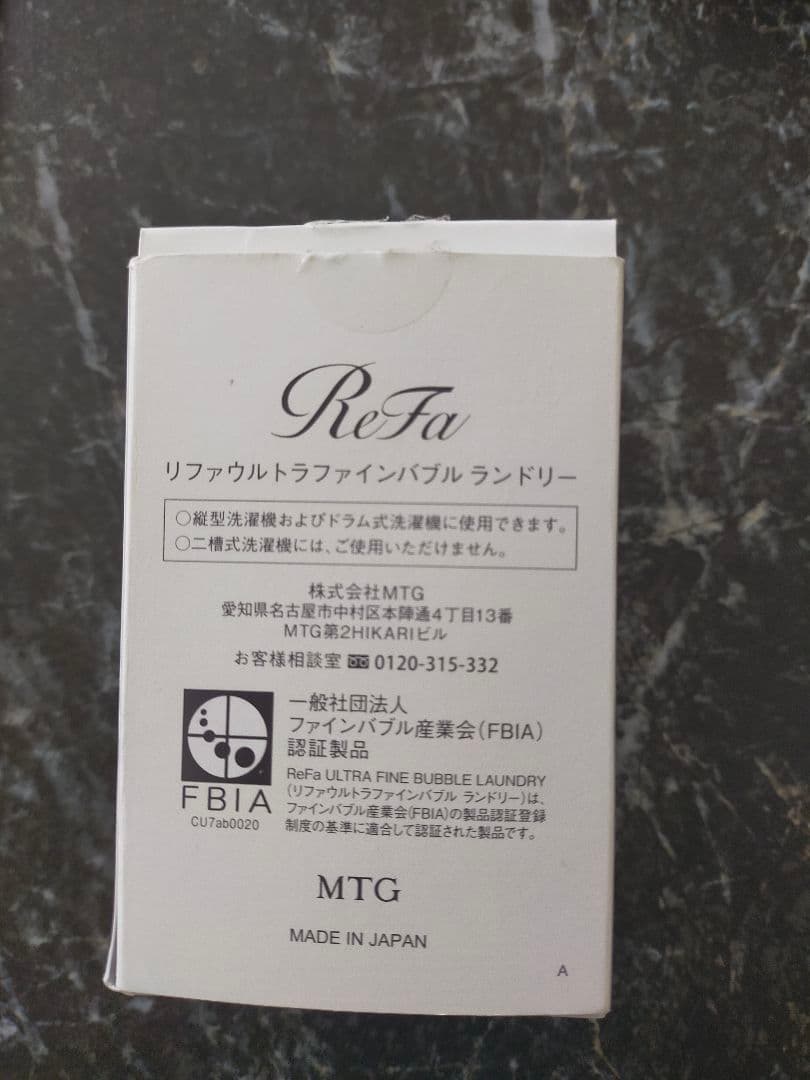 ReFa
リファウルトラファインバブル ランドリー
○縦型洗濯機およびドラム式洗濯機に使用できます。
○二槽式洗濯機には、ご使用いただけません。
株式会社MTG
愛知県名古屋市中村区本陣通4丁目13番
MTG第2HIKARIビル
お客様相談室 0120-315-332
一般社団法人
ファインバブル産業会(FBIA)
認証製品
FBIA
CU7ab0020
ReFa ULTRA FINE BUBBLE LAUNDRY
(リファウルトラファインバブル ランドリー)は、
ファインバブル産業会(FBIA)の製品認証登録
制度の基準に適合して認証された製品です。
MTG
MADE IN JAPAN
A